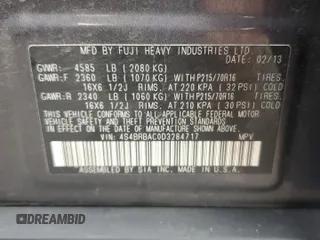 MFD BY FUJI HEAVY INDUSTRIES LTD.
02/13
GVWR: 4585 LB ( 2080 KG)
GAWR:F 2360 LB ( 1070 KG) WITH P215/70R16 TIRES,
16X6 1/2J RIMS, AT 220 KPA ( 32 PSI) COLD
GAWR:R 2340 LB ( 1060 KG) WITH P215/70R16 TIRES,
16X6 1/2J RIMS, AT 210 KPA ( 30 PSI) COLD
THIS VEHICLE CONFORMS TO ALL APPLICABLE
FEDERAL MOTOR VEHICLE SAFETY AND THEFT
PREVENTION STANDARDS IN EFFECT ON THE DATE
OF MANUFACTURE SHOWN ABOVE.
VIN: 4S4BRBAC0D3284717 MPV
ASSEMBLED BY SIA INC. MADE IN U.S.A.